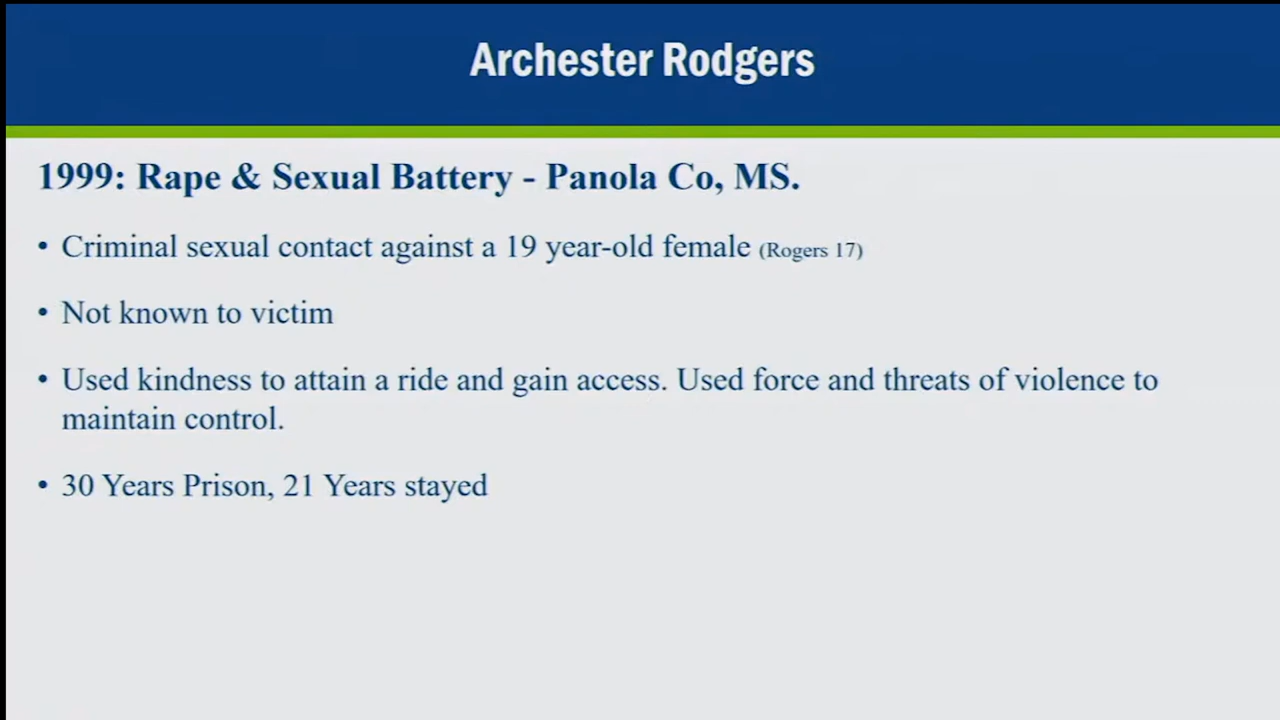 Archester Rodgers
1999: Rape & Sexual Battery - Panola Co, MS.
• Criminal sexual contact against a 19 year-old female (Rogers 17)
• Not known to victim
• Used kindness to attain a ride and gain access. Used force and threats of violence to
maintain control.
• 30 Years Prison, 21 Years stayed